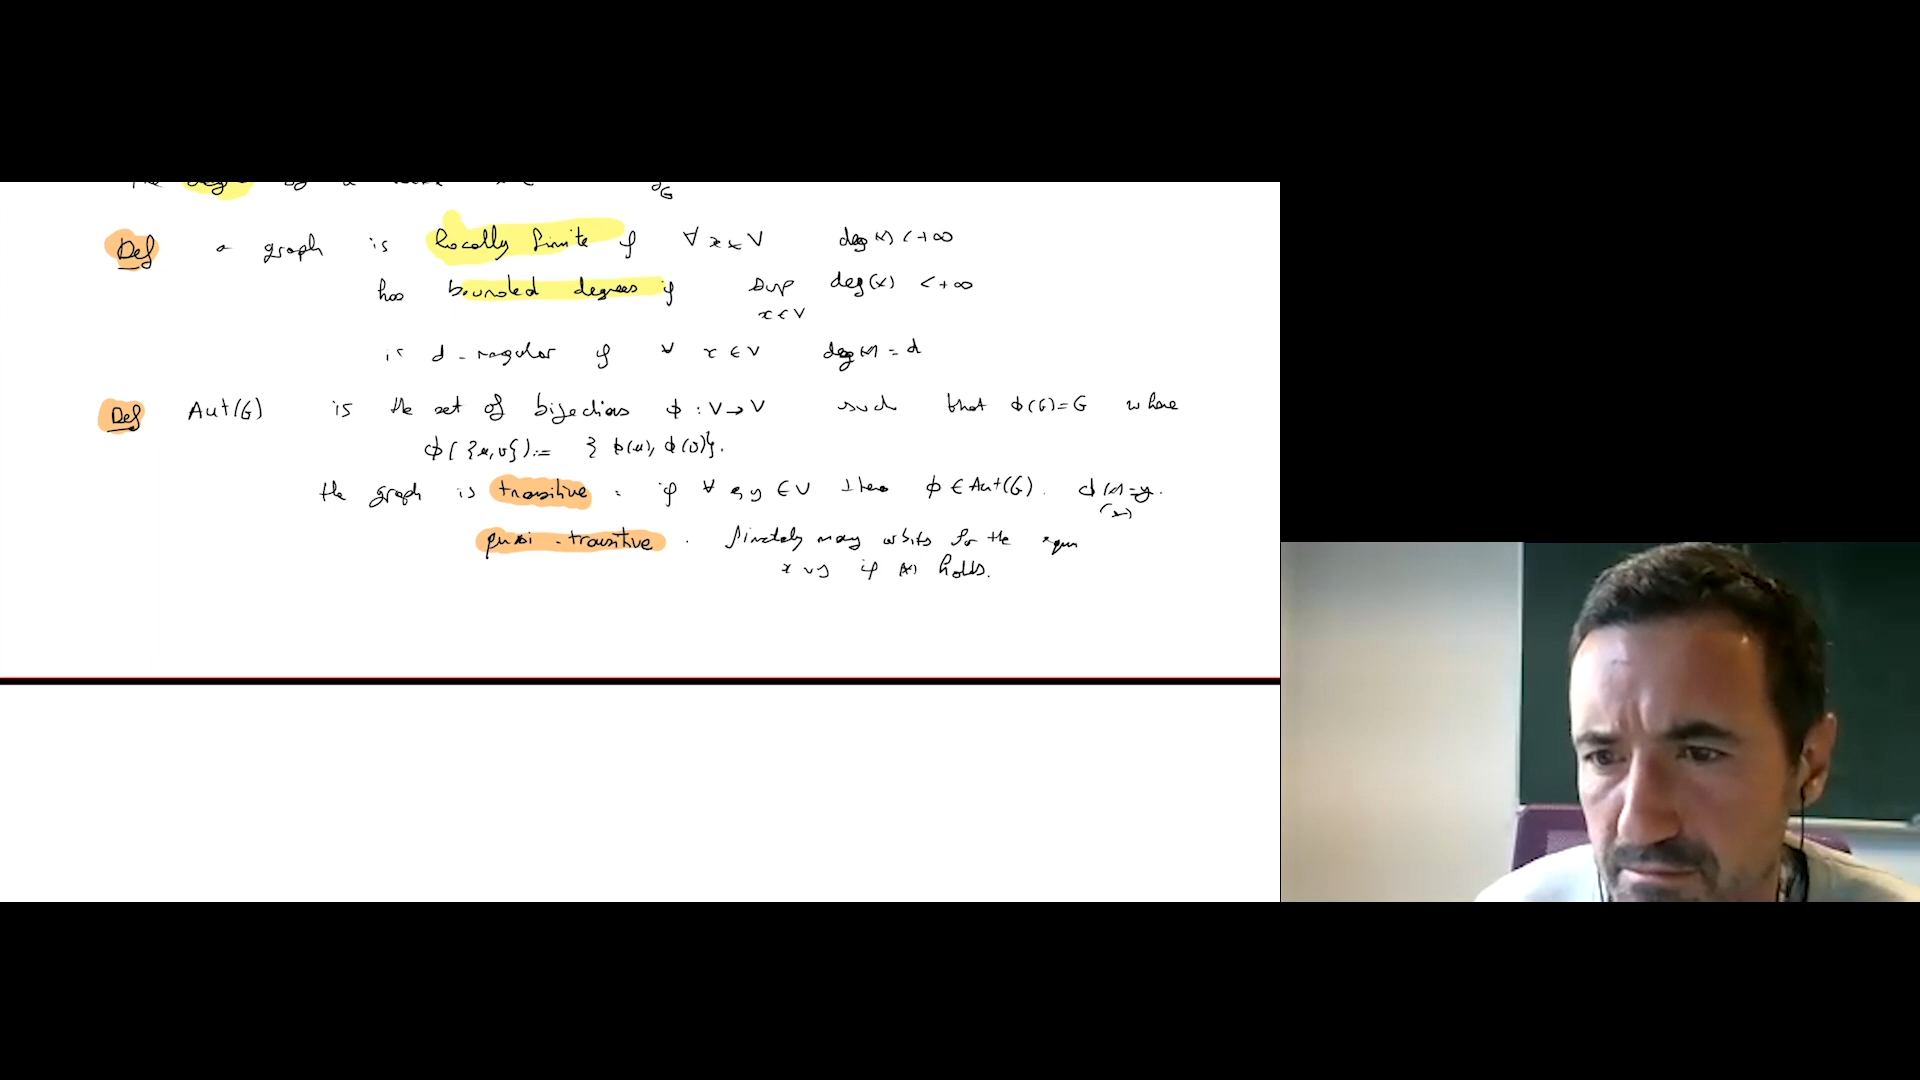 Def a graph is locally finite if ∀ x ∈ V deg(x) < +∞
has bounded degrees if sup deg(x) < +∞
x ∈ V
is d-regular if ∀ x ∈ V deg(x) = d
Def Aut(G) is the set of bijections ϕ : V → V such that ϕ(G)=G where
ϕ({u,v}) := {ϕ(u), ϕ(v)}.
the graph is transitive : if ∀ x,y ∈ V ∃ ϕ ∈ Aut(G). ϕ(x)=y.
(*)
quasi-transitive . finitely many orbits for the equiv
x ~ y if (*) holds.